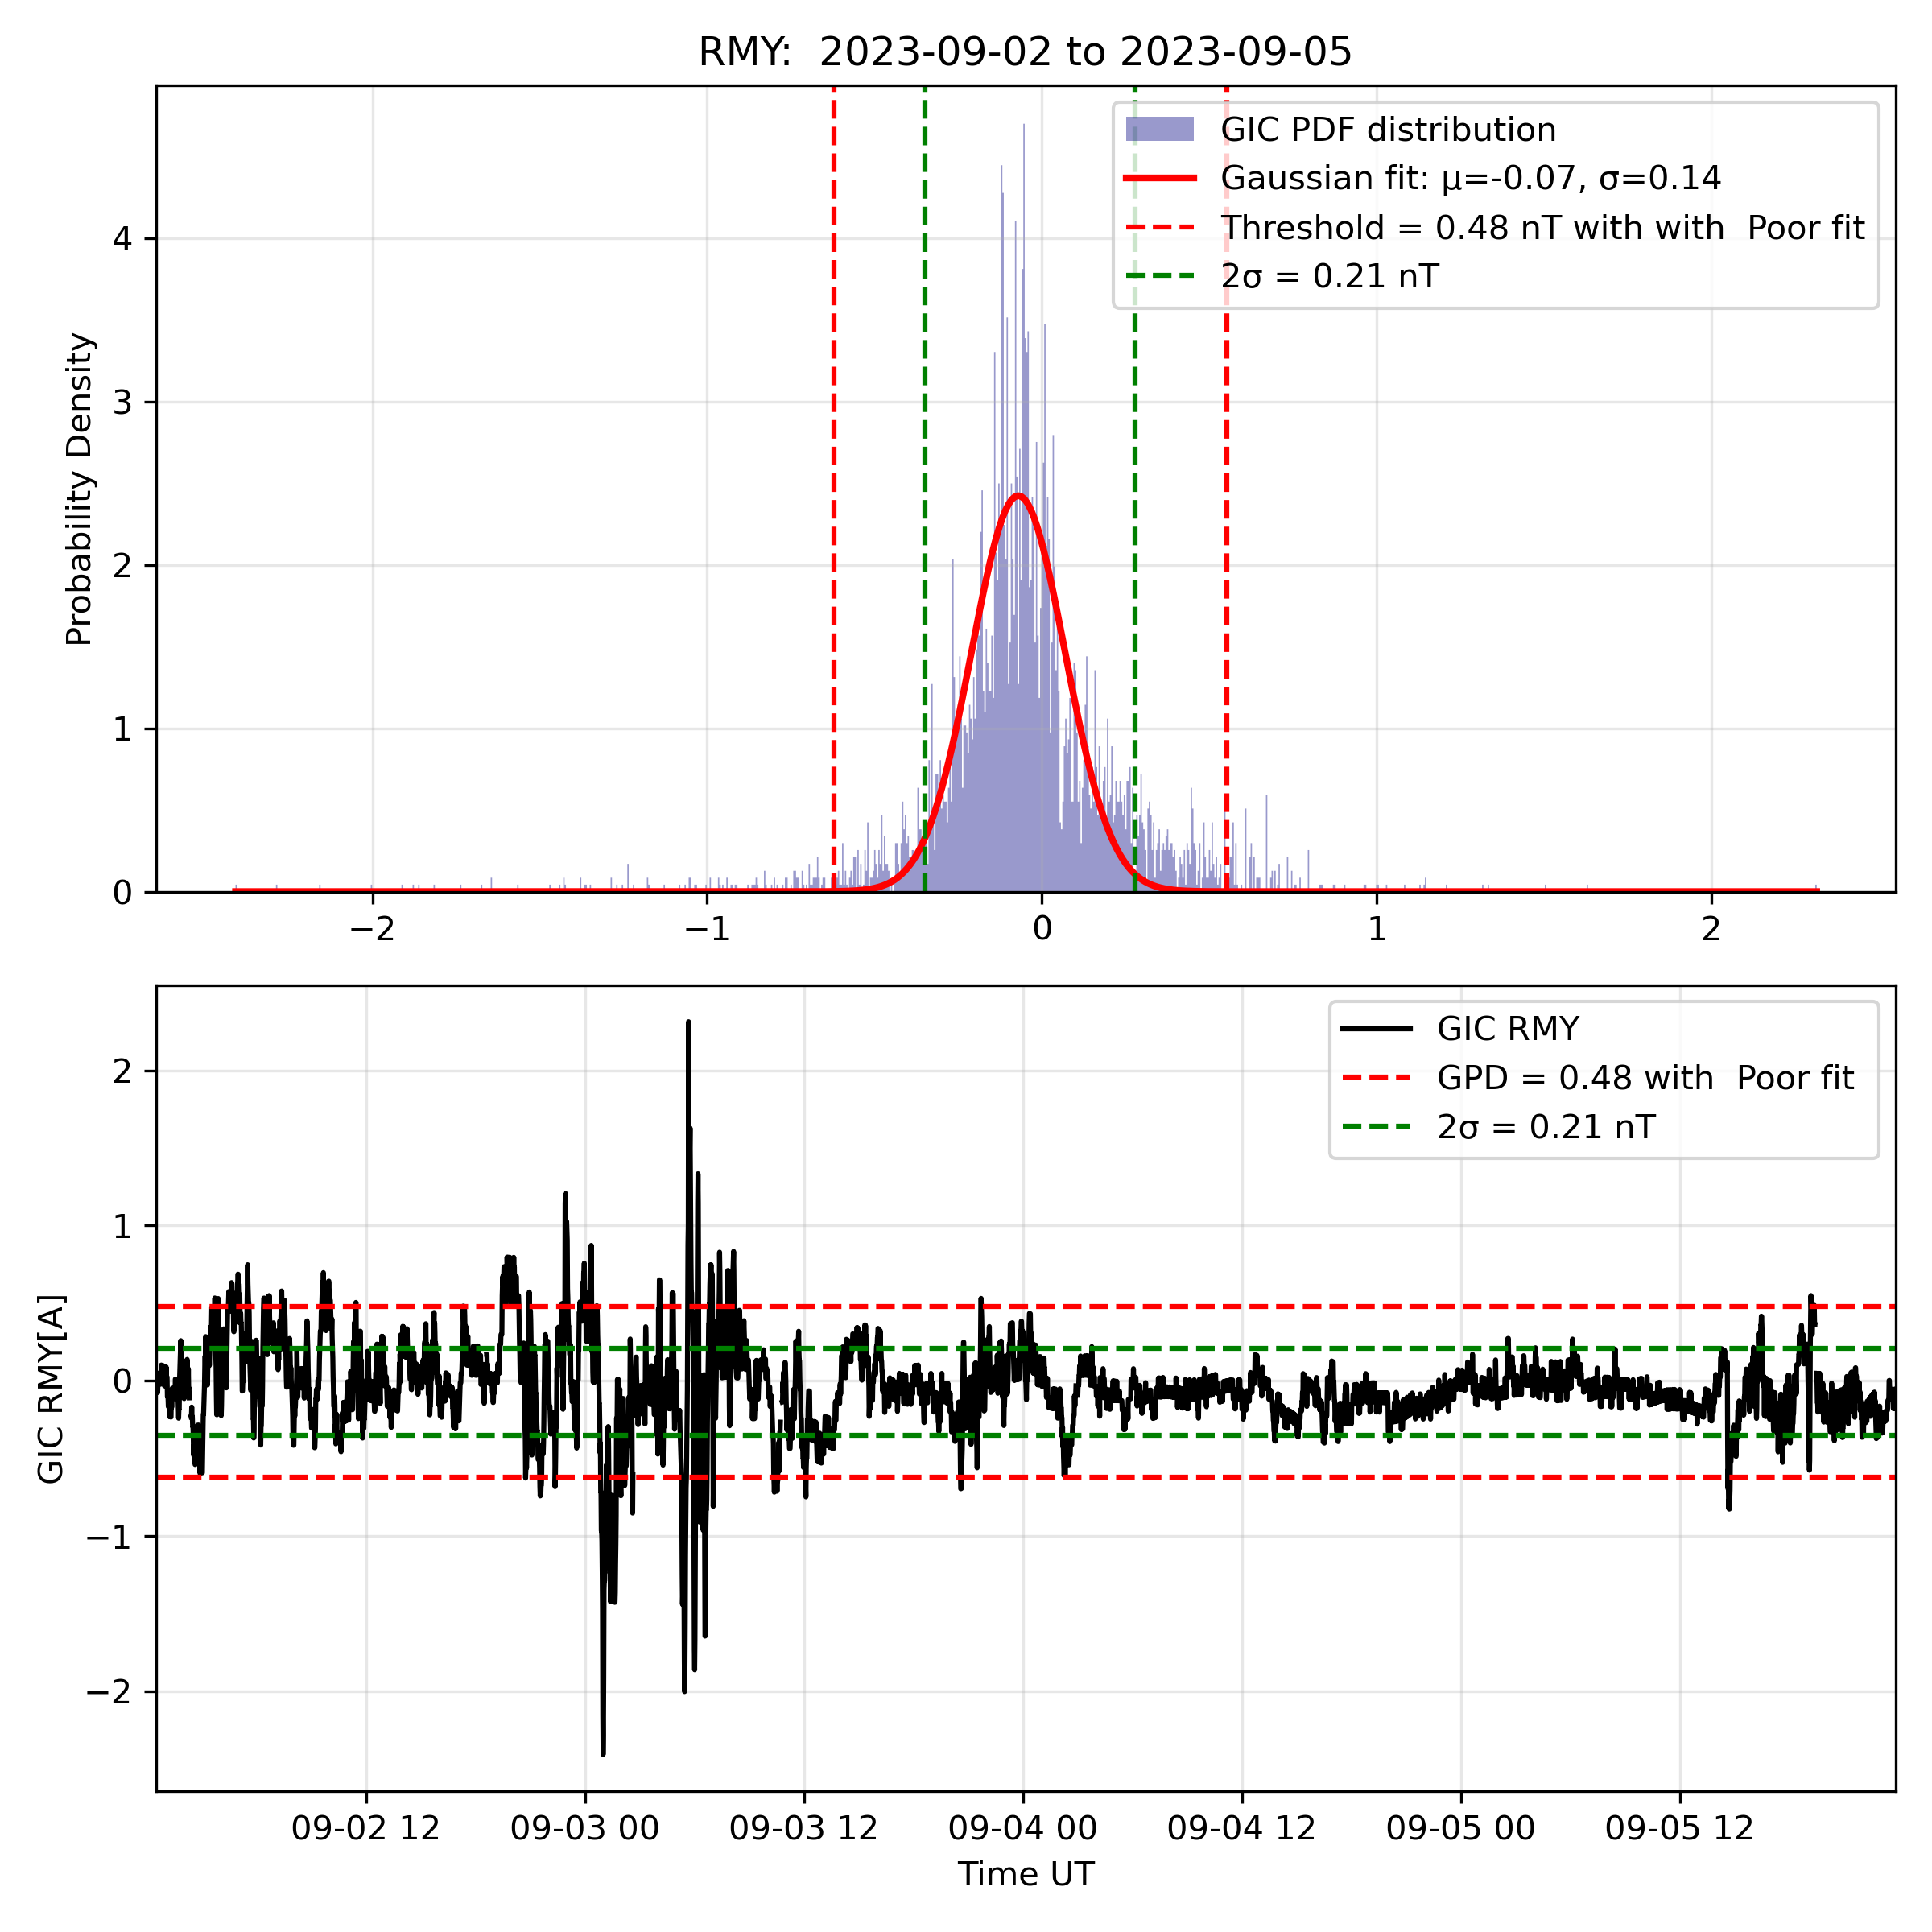 RMY:  2023-09-02 to 2023-09-05
GIC PDF distribution
Gaussian fit: μ=-0.07, σ=0.14
Threshold = 0.48 nT with with  Poor fit
2σ = 0.21 nT
Probability Density
4
3
2
1
0
−2
−1
0
1
2
GIC RMY
GPD = 0.48 with  Poor fit
2σ = 0.21 nT
GIC RMY[A]
2
1
0
−1
−2
09-02 12
09-03 00
09-03 12
09-04 00
09-04 12
09-05 00
09-05 12
Time UT